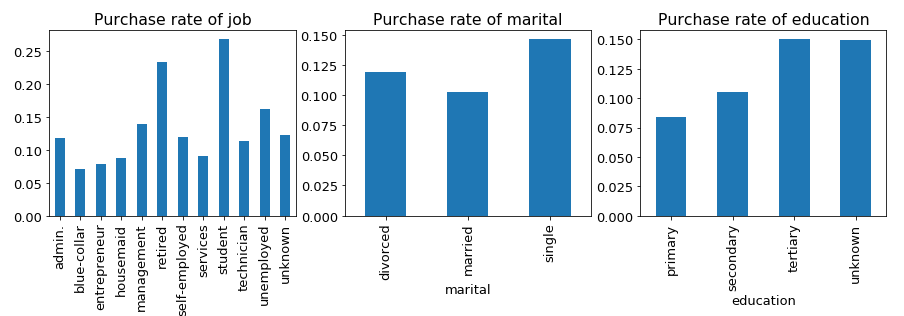 Purchase rate of job
0.25
0.20
0.15
0.10
0.05
0.00
admin.
blue-collar
entrepreneur
housemaid
management
retired
self-employed
services
student
technician
unemployed
unknown
Purchase rate of marital
0.150
0.125
0.100
0.075
0.050
0.025
0.000
divorced
married
single
marital
Purchase rate of education
0.150
0.125
0.100
0.075
0.050
0.025
0.000
primary
secondary
tertiary
unknown
education